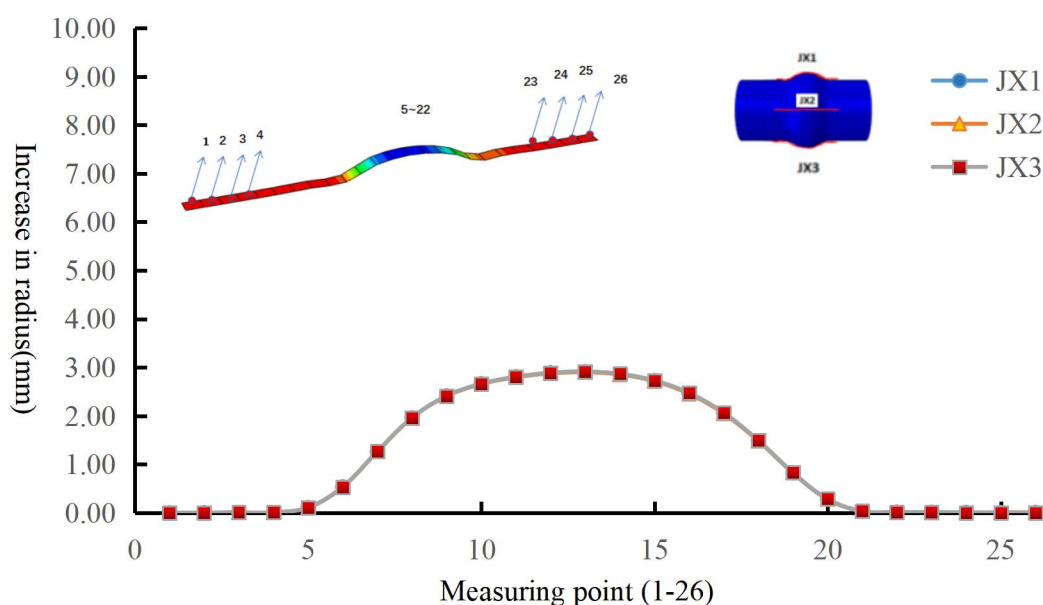 10.00
9.00
8.00
7.00
6.00
5.00
4.00
3.00
2.00
1.00
0.00
Increase in radius(mm)
0 5 10 15 20 25
Measuring point (1-26)
1 2 3 4
5~22
23 24 25 26
JX1
JX2
JX3
JX1
JX2
JX3